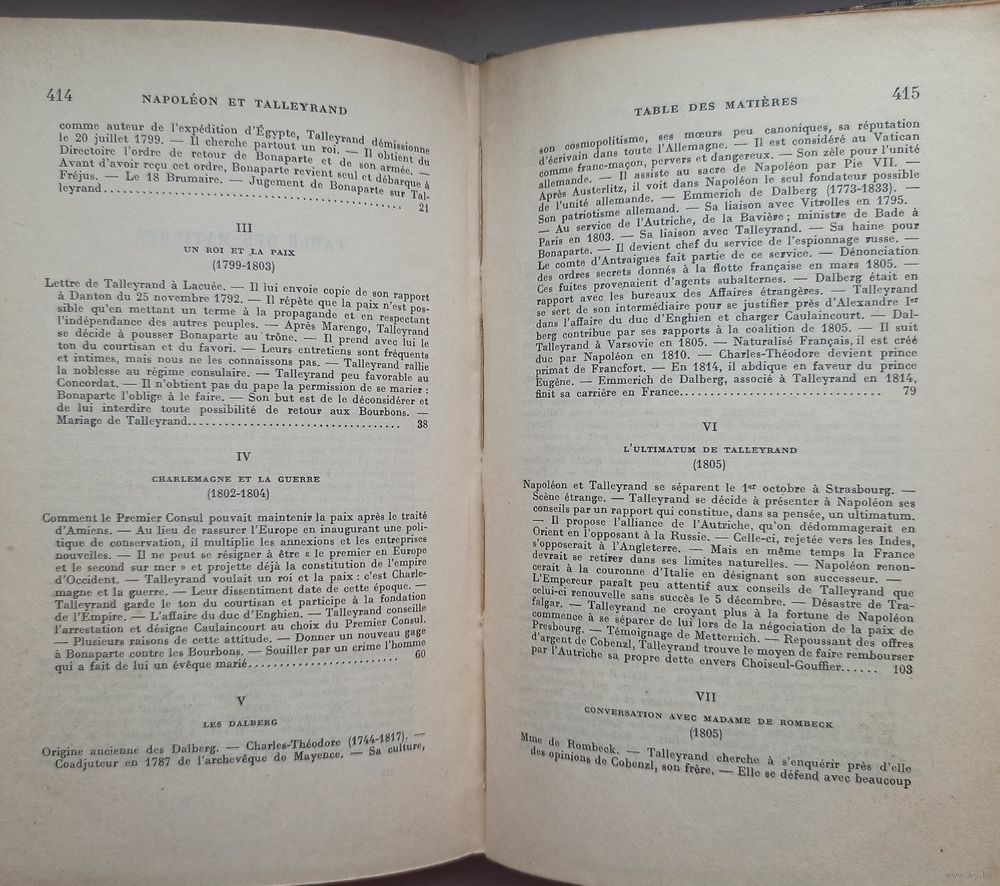 414
NAPOLÉON ET TALLEYRAND
comme auteur de l'expédition d'Égypte, Talleyrand démissionne
le 20 juillet 1799. — Il cherche partout un roi. — Il obtient du
Directoire l'ordre de retour de Bonaparte et de son armée. —
Avant d'avoir reçu cet ordre, Bonaparte revient seul et débarque à
Fréjus. — Le 18 Brumaire. — Jugement de Bonaparte sur Tal-
leyrand........................................ 21
III
UN ROI ET LA PAIX
(1799-1803)
Lettre de Talleyrand à Lacuée. — Il lui envoie copie de son rapport
à Danton du 25 novembre 1792. — Il répète que la paix n'est pos-
sible qu'en mettant un terme à la propagande et en respectant
l'indépendance des autres peuples. — Après Marengo, Talleyrand
se décide à pousser Bonaparte au trône. — Il prend avec lui le
ton du courtisan et du favori. — Leurs entretiens sont fréquents
et intimes, mais nous ne les connaissons pas. — Talleyrand rallie
la noblesse au régime consulaire. — Talleyrand peu favorable au
Concordat. — Il n'obtient pas du pape la permission de se marier :
Bonaparte l'oblige à le faire. — Son but est de le déconsidérer et
de lui interdire toute possibilité de retour aux Bourbons. —
Mariage de Talleyrand.................................. 38
IV
CHARLEMAGNE ET LA GUERRE
(1802-1804)
Comment le Premier Consul pouvait maintenir la paix après le traité
d'Amiens. — Au lieu de rassurer l'Europe en inaugurant une poli-
tique de conservation, il multiplie les annexions et les entreprises
nouvelles. — Il ne peut se résigner à être « le premier en Europe
et le second sur mer » et projette déjà la constitution de l'empire
d'Occident. — Talleyrand voulait un roi et la paix : c'est Charle-
magne et la guerre. — Leur dissentiment date de cette époque. —
Talleyrand garde le ton du courtisan et participe à la fondation
de l'Empire. — L'affaire du duc d'Enghien. — Talleyrand conseille
l'arrestation et désigne Caulaincourt au choix du Premier Consul.
— Plusieurs raisons de cette attitude. — Donner un nouveau gage
à Bonaparte contre les Bourbons. — Souiller par un crime l'homme
qui a fait de lui un évêque marié........................ 60
V
LES DALBERG
Origine ancienne des Dalberg. — Charles-Théodore (1744-1817). —
Coadjuteur en 1787 de l'archevêque de Mayence. — Sa culture,
TABLE DES MATIÈRES
415
son cosmopolitisme, ses mœurs peu canoniques, sa réputation
d'écrivain dans toute l'Allemagne. — Il est considéré au Vatican
comme franc-maçon, pervers et dangereux. — Son zèle pour l'unité
allemande. — Il assiste au sacre de Napoléon par Pie VII. —
Après Austerlitz, il voit dans Napoléon le seul fondateur possible
de l'unité allemande. — Emmerich de Dalberg (1773-1833). —
Son patriotisme allemand. — Sa liaison avec Vitrolles en 1795.
— Au service de l'Autriche, de la Bavière; ministre de Bade à
Paris en 1803. — Sa liaison avec Talleyrand. — Sa haine pour
Bonaparte. — Il devient chef du service de l'espionnage russe. —
Le comte d'Antraigues fait partie de ce service. — Dénonciation
des ordres secrets donnés à la flotte française en mars 1805. —
Ces fuites provenaient d'agents subalternes. — Dalberg était en
rapport avec les bureaux des Affaires étrangères. — Talleyrand
se sert de son intermédiaire pour se justifier près d'Alexandre Ier
dans l'affaire du duc d'Enghien et charger Caulaincourt. — Dal-
berg contribue par ses rapports à la coalition de 1805. — Il suit
Talleyrand à Varsovie en 1805. — Naturalisé Français, il est créé
duc par Napoléon en 1810. — Charles-Théodore devient prince
primat de Francfort. — En 1814, il abdique en faveur du prince
Eugène. — Emmerich de Dalberg, associé à Talleyrand en 1814,
finit sa carrière en France............................... 79
VI
L'ULTIMATUM DE TALLEYRAND
(1805)
Napoléon et Talleyrand se séparent le 1er octobre à Strasbourg. —
Scène étrange. — Talleyrand se décide à présenter à Napoléon ses
conseils par un rapport qui constitue, dans sa pensée, un ultimatum.
— Il propose l'alliance de l'Autriche, qu'on dédommagerait en
Orient en l'opposant à la Russie. — Celle-ci, rejetée vers les Indes,
s'opposerait à l'Angleterre. — Mais en même temps la France
devrait se retirer dans ses limites naturelles. — Napoléon renon-
cerait à la couronne d'Italie en désignant son successeur. —
L'Empereur paraît peu attentif aux conseils de Talleyrand que
celui-ci renouvelle sans succès le 5 décembre. — Désastre de Tra-
falgar. — Talleyrand ne croyant plus à la fortune de Napoléon
commence à se séparer de lui lors de la négociation de la paix de
Presbourg. — Témoignage de Metternich. — Repoussant des offres
d'argent de Cobenzl, Talleyrand trouve le moyen de faire rembourser
par l'Autriche sa propre dette envers Choiseul-Gouffier...... 103
VII
CONVERSATION AVEC MADAME DE ROMBECK
(1805)
Mme de Rombeck. — Talleyrand cherche à s'enquérir près d'elle
des opinions de Cobenzl, son frère. — Elle se défend avec beaucoup
www.ay.by